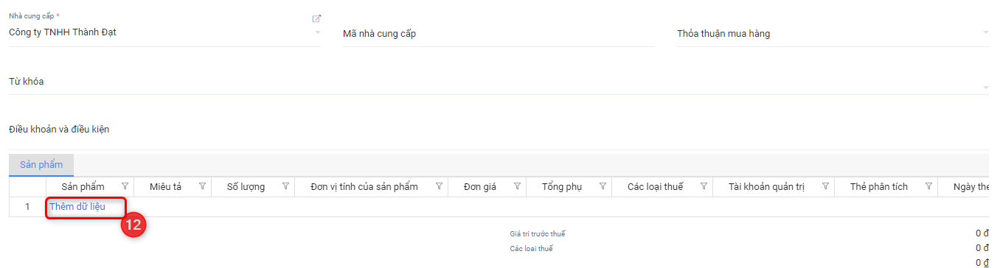 Nhà cung cấp *
Công ty TNHH Thành Đạt
Mã nhà cung cấp
Thỏa thuận mua hàng
Từ khóa
Điều khoản và điều kiện
Sản phẩm
Sản phẩm Miêu tả Số lượng Đơn vị tính của sản phẩm Đơn giá Tổng phụ Các loại thuế Tài khoản quản trị Thẻ phân tích Ngày the
1 Thêm dữ liệu
12
Giá trị trước thuế 0 đ
Các loại thuế 0 đ
0 đ